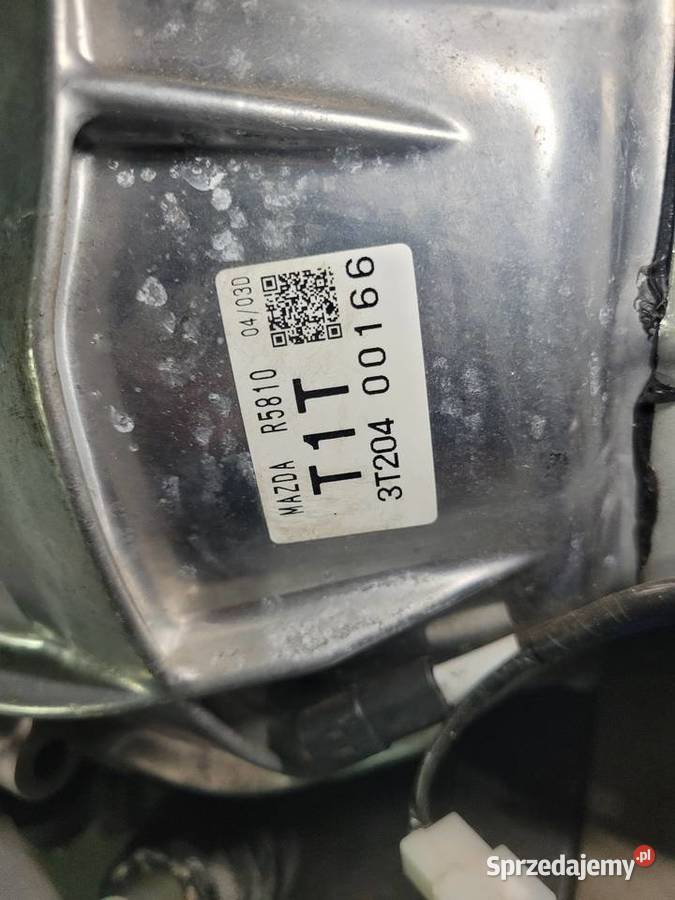 MAZDA R5810 04/03D
T1T
3T204 00166
Sprzedajemy.pl